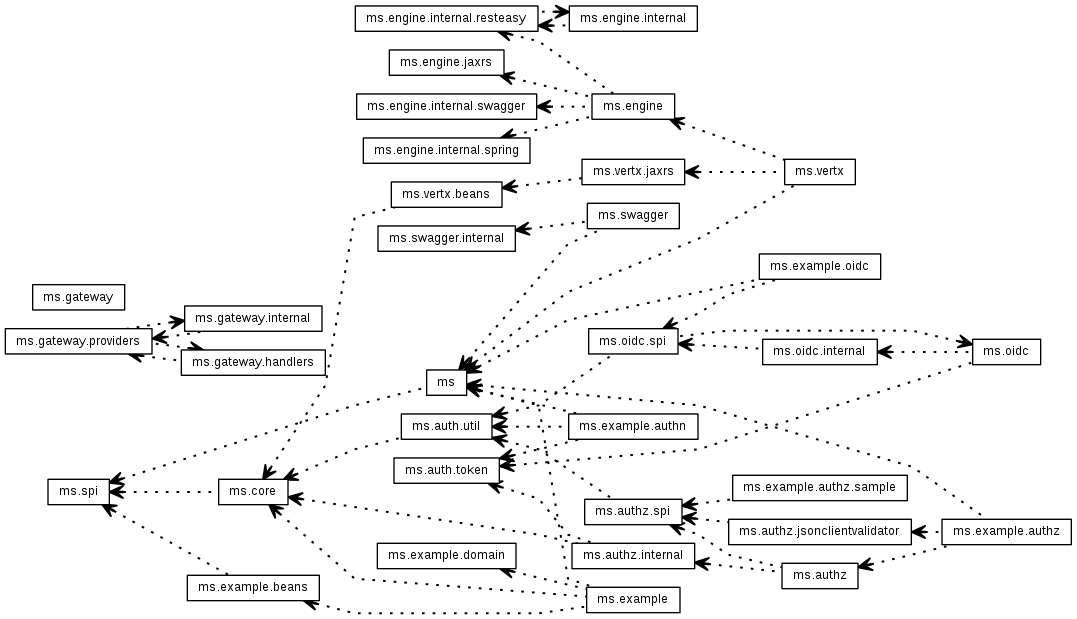 ms.engine.internal.resteasy
ms.engine.internal
ms.engine.jaxrs
ms.engine.internal.swagger
ms.engine
ms.engine.internal.spring
ms.vertx.jaxrs
ms.vertx
ms.vertx.beans
ms.swagger
ms.swagger.internal
ms.example.oidc
ms.gateway
ms.gateway.internal
ms.gateway.providers
ms.oidc.spi
ms.oidc.internal
ms.oidc
ms.gateway.handlers
ms
ms.auth.util
ms.example.authn
ms.auth.token
ms.spi
ms.core
ms.example.authz.sample
ms.authz.spi
ms.authz.jsonclientvalidator
ms.example.authz
ms.example.domain
ms.authz.internal
ms.authz
ms.example.beans
ms.example